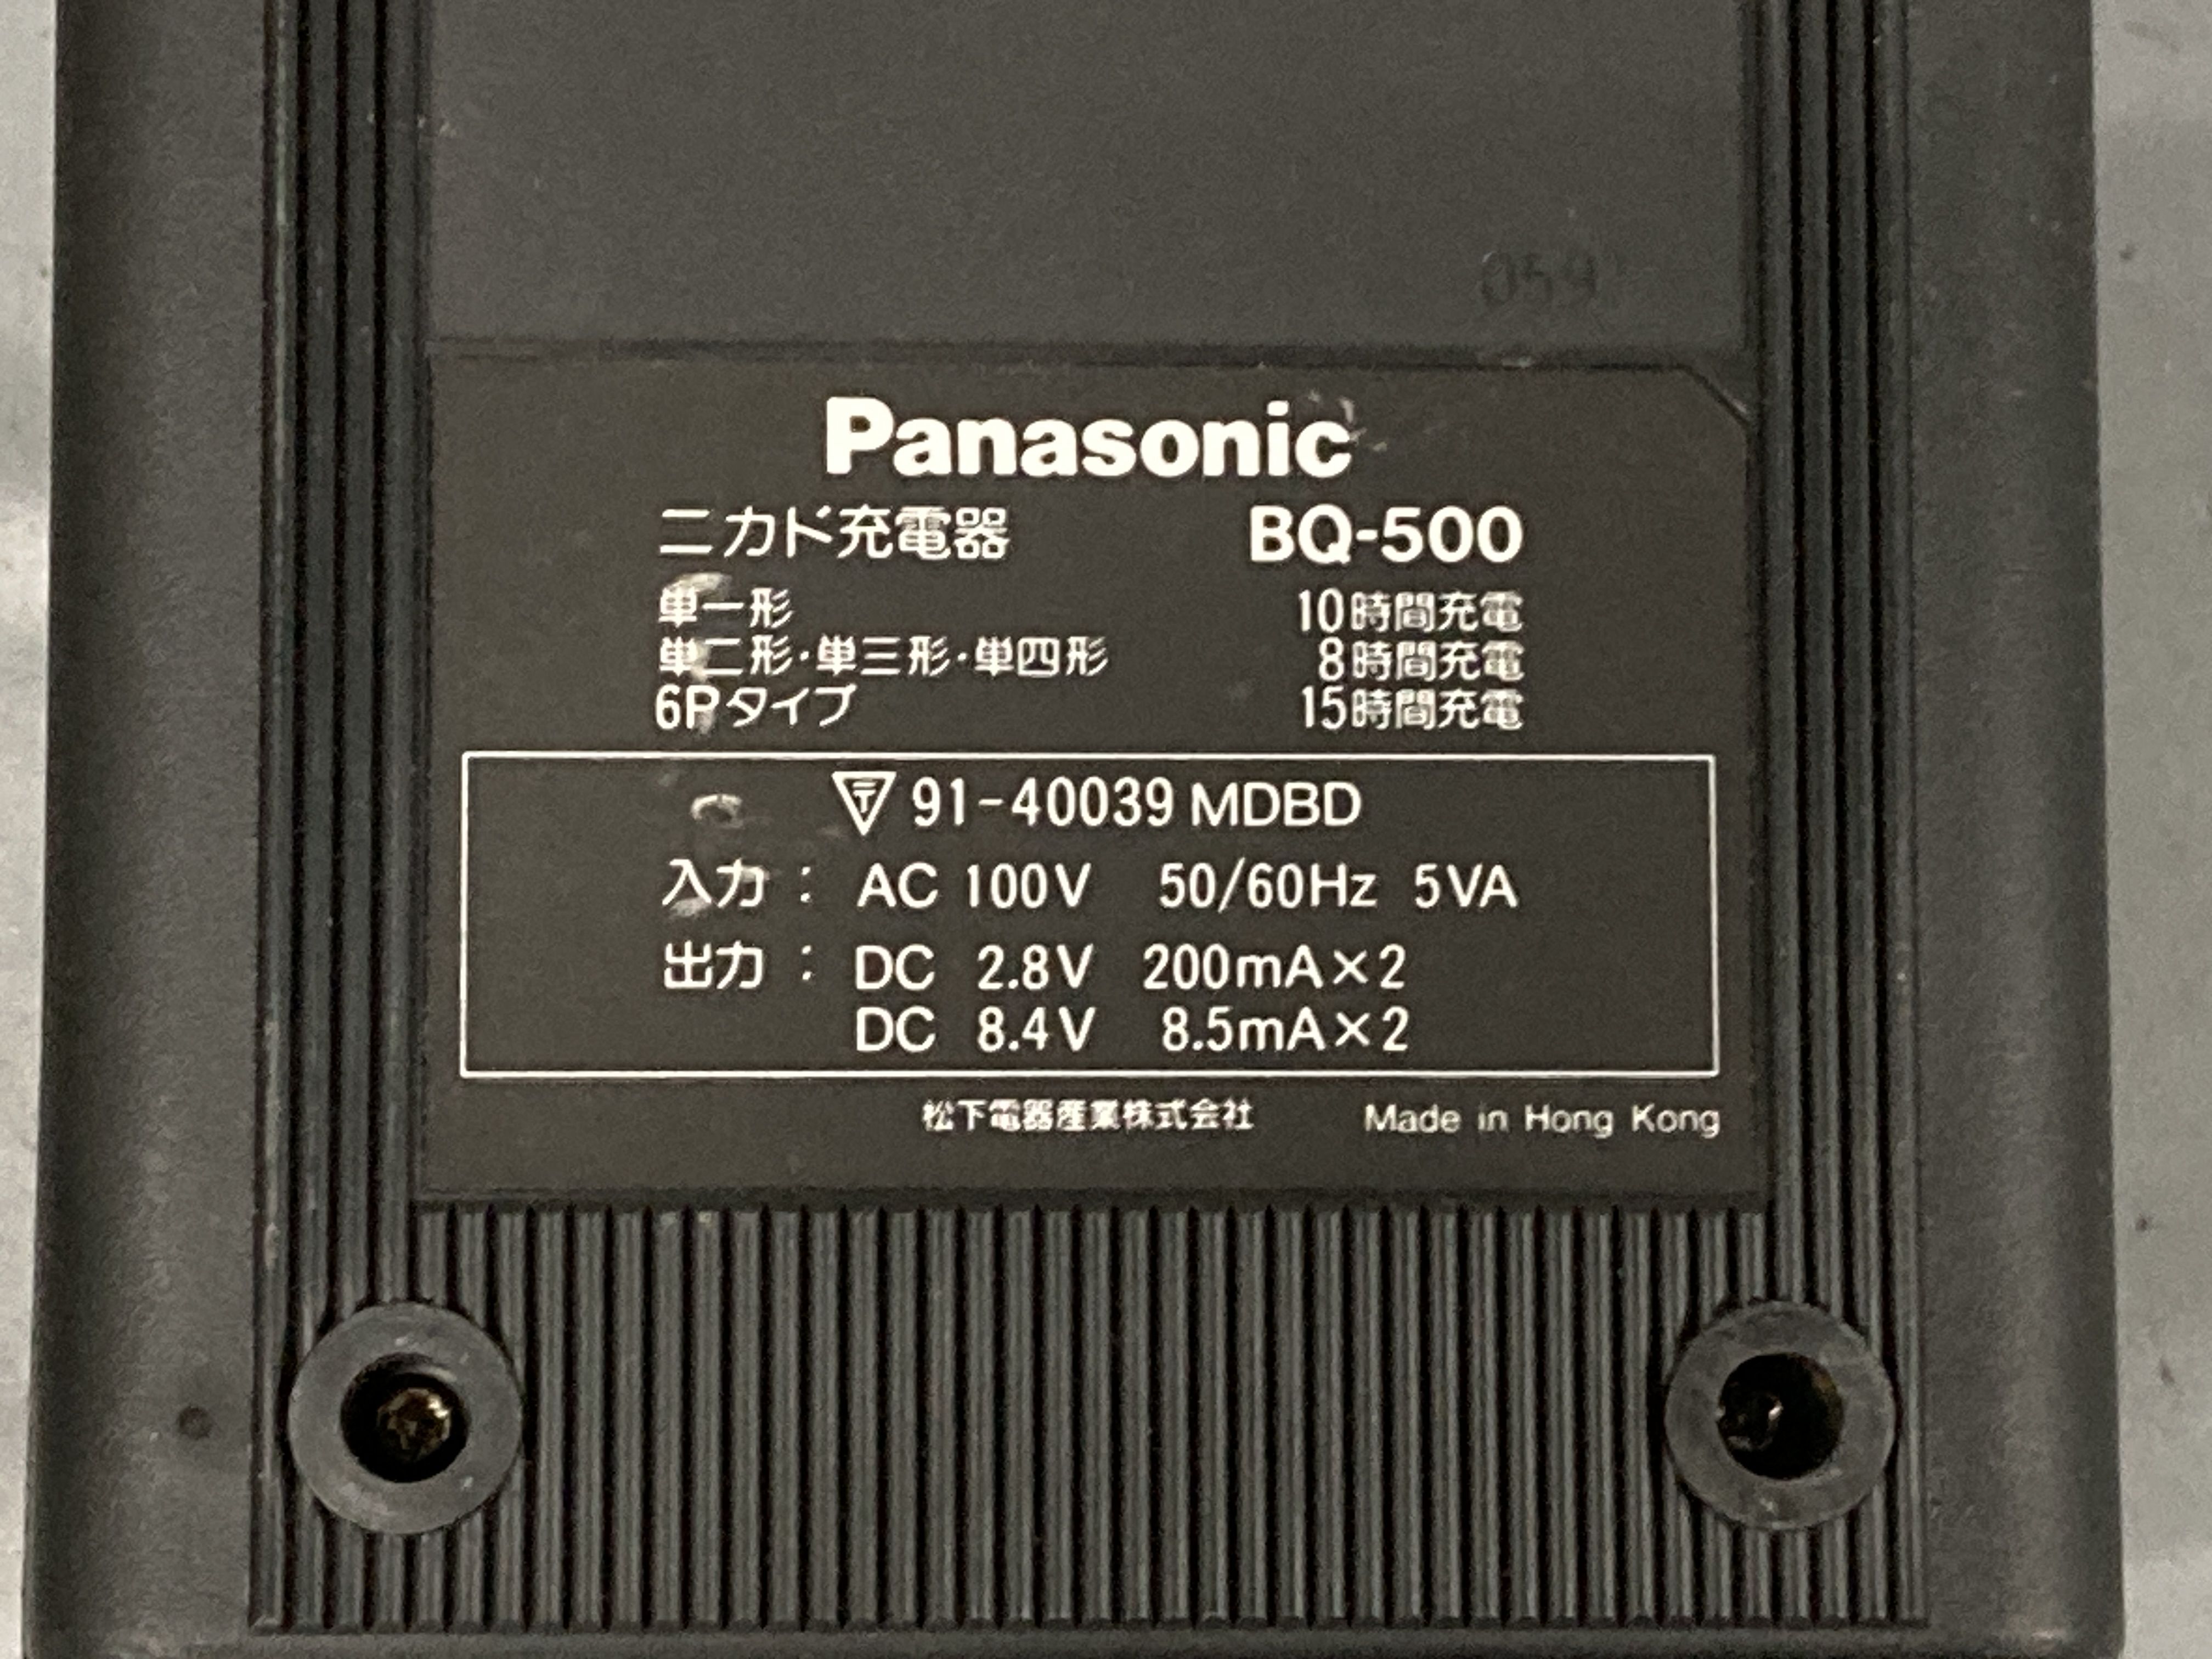 059
Panasonic
ニカド充電器 BQ-500
単一形 10時間充電
単二形・単三形・単四形 8時間充電
6Pタイプ 15時間充電
91-40039 MDBD
入力 : AC 100V 50/60Hz 5VA
出力 : DC 2.8V 200mA×2
DC 8.4V 8.5mA×2
松下電器産業株式会社 Made in Hong Kong